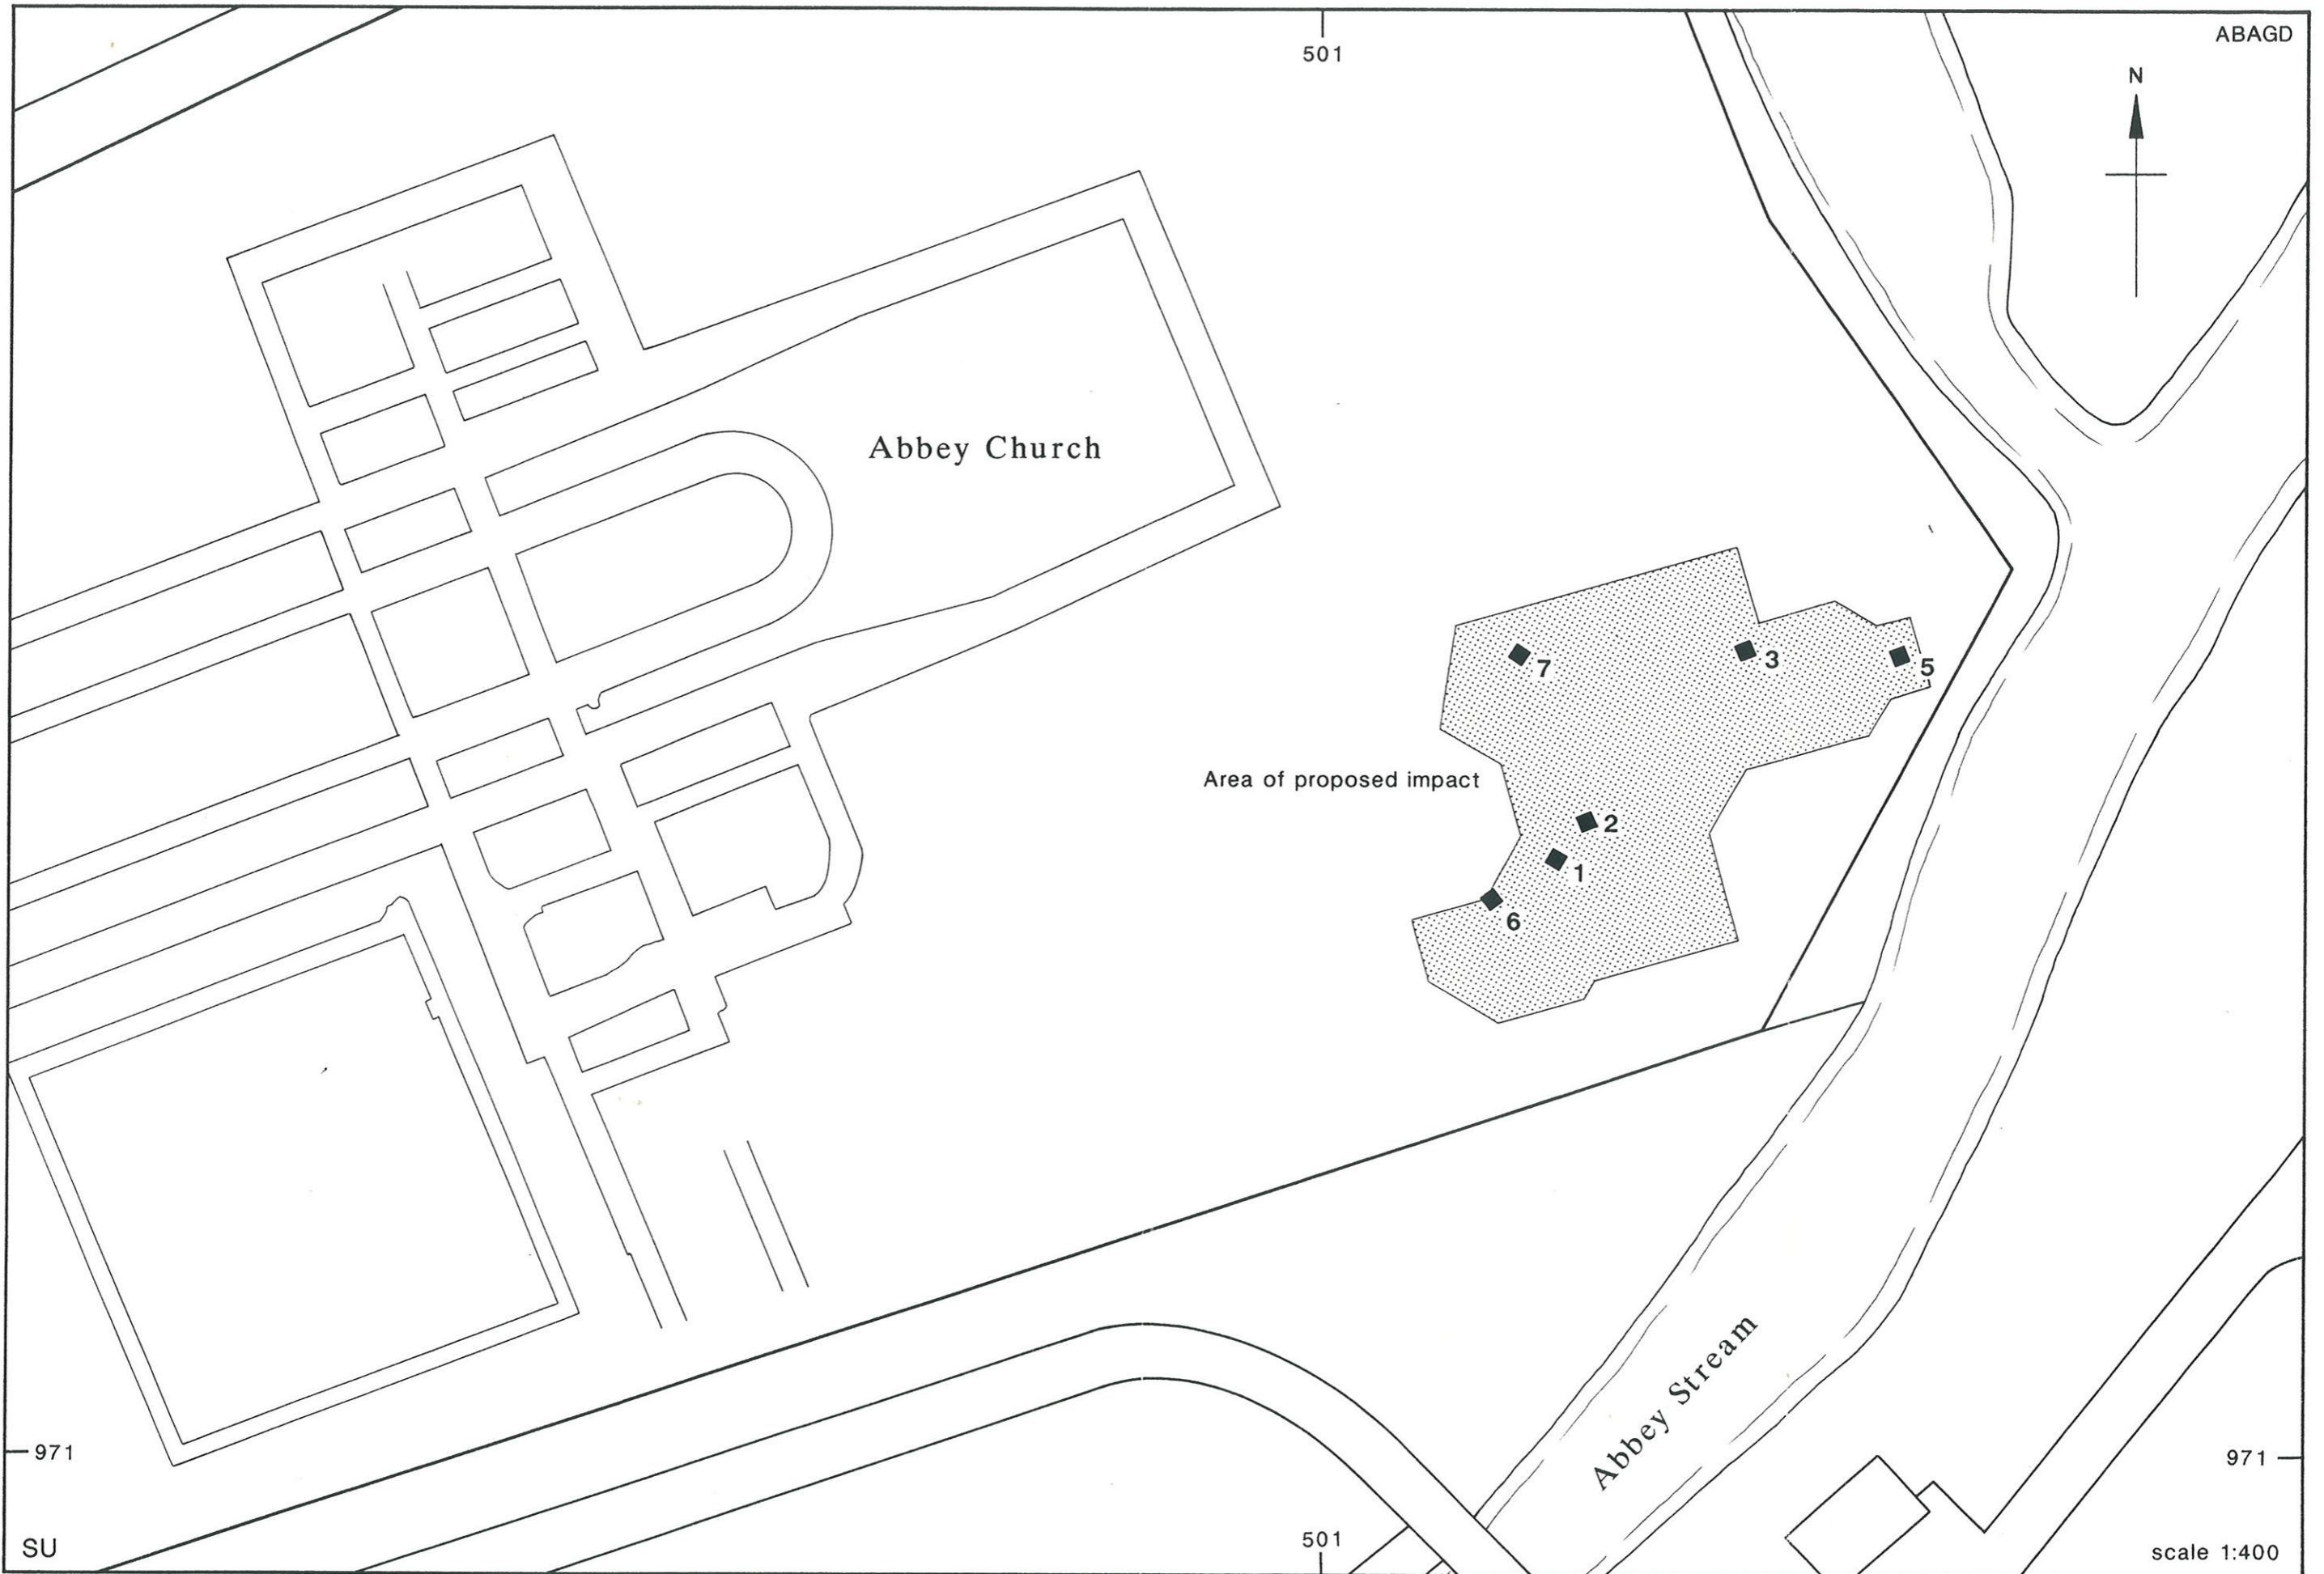 501
ABAGD
N
Abbey Church
7
3
5
Area of proposed impact
2
1
6
Abbey Stream
971
971
SU
501
scale 1:400